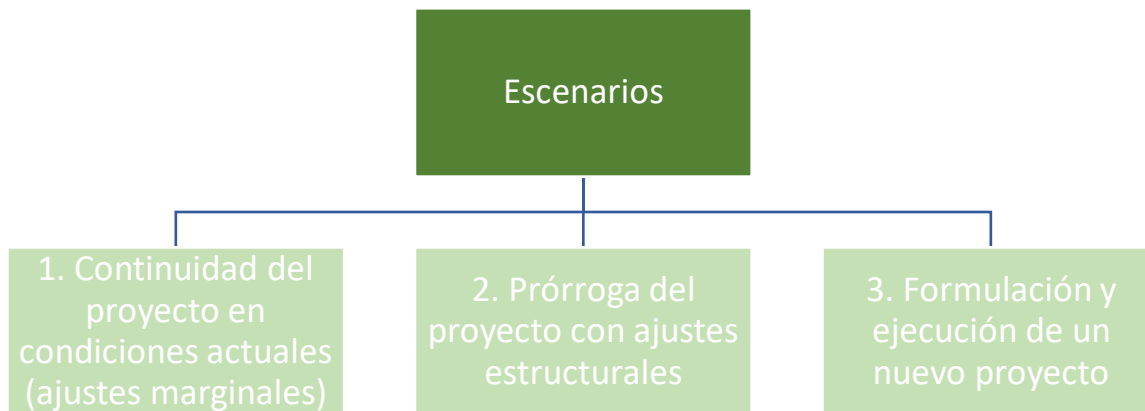 Escenarios
1. Continuidad del
proyecto en
condiciones actuales
(ajustes marginales)
2. Prórroga del
proyecto con ajustes
estructurales
3. Formulación y
ejecución de un
nuevo proyecto